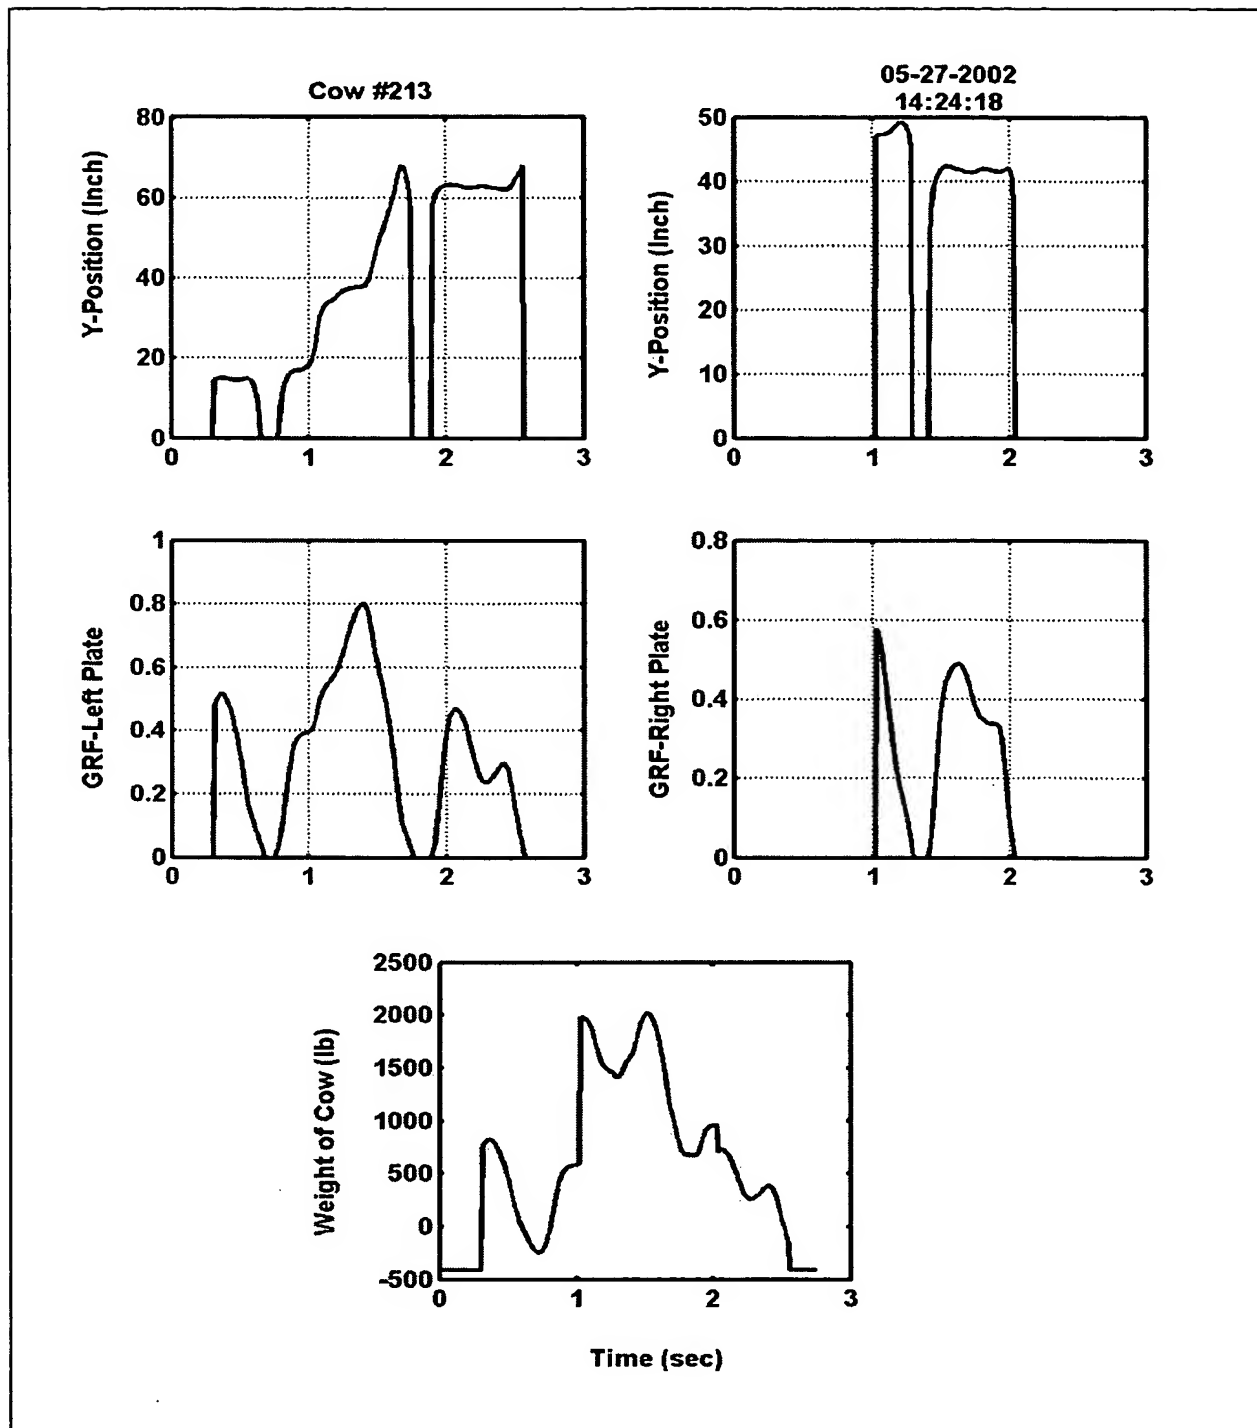 Cow #213
05-27-2002
14:24:18
80
60
40
20
0
Y-Position (Inch)
0 1 2 3
50
40
30
20
10
0
Y-Position (Inch)
0 1 2 3
1
0.8
0.6
0.4
0.2
0
GRF-Left Plate
0 1 2 3
0.8
0.6
0.4
0.2
0
GRF-Right Plate
0 1 2 3
2500
2000
1500
1000
500
0
-500
Weight of Cow (lb)
0 1 2 3
Time (sec)